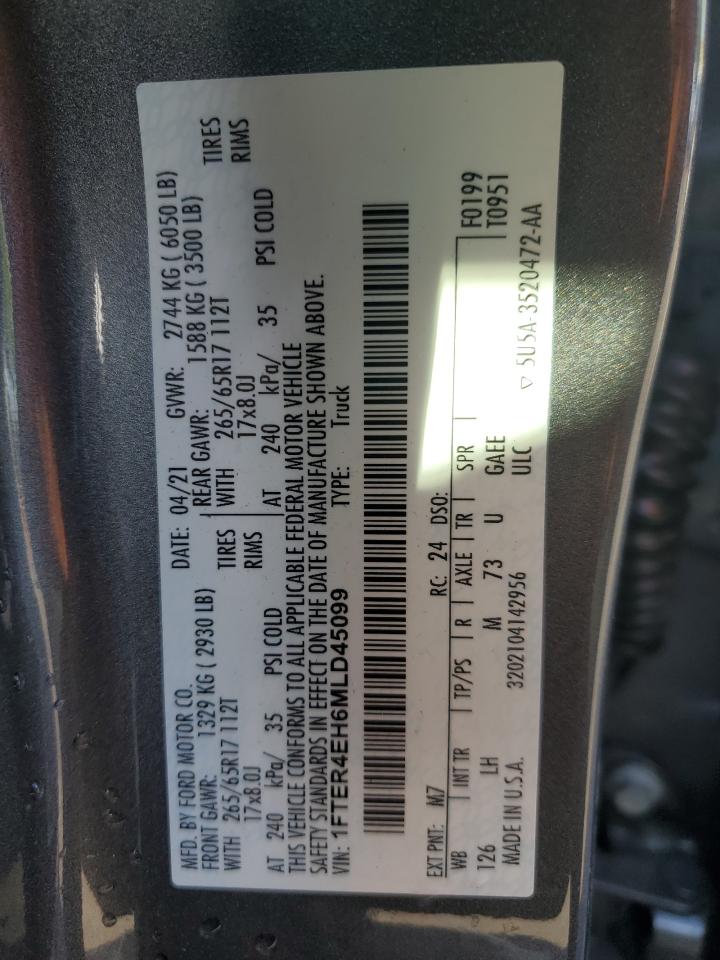 MFD. BY FORD MOTOR CO. DATE: 04/21 GVWR: 2744 KG ( 6050 LB)
FRONT GAWR: 1329 KG ( 2930 LB) REAR GAWR: 1588 KG ( 3500 LB)
WITH 265/65R17 112T TIRES WITH 265/65R17 112T TIRES
17x8.0J RIMS 17x8.0J RIMS
AT 240 kPa/ 35 PSI COLD AT 240 kPa/ 35 PSI COLD
THIS VEHICLE CONFORMS TO ALL APPLICABLE FEDERAL MOTOR VEHICLE
SAFETY STANDARDS IN EFFECT ON THE DATE OF MANUFACTURE SHOWN ABOVE.
VIN: 1FTER4EH6MLD45099 TYPE: Truck
EXT PNT: M7 RC: 24 DSO:
WB INT TR TP/PS R AXLE TR SPR F0199
126 LH M 73 U GAEE T0951
MADE IN U.S.A. 3202104142956 ULC
▽ 5U5A-3520472-AA